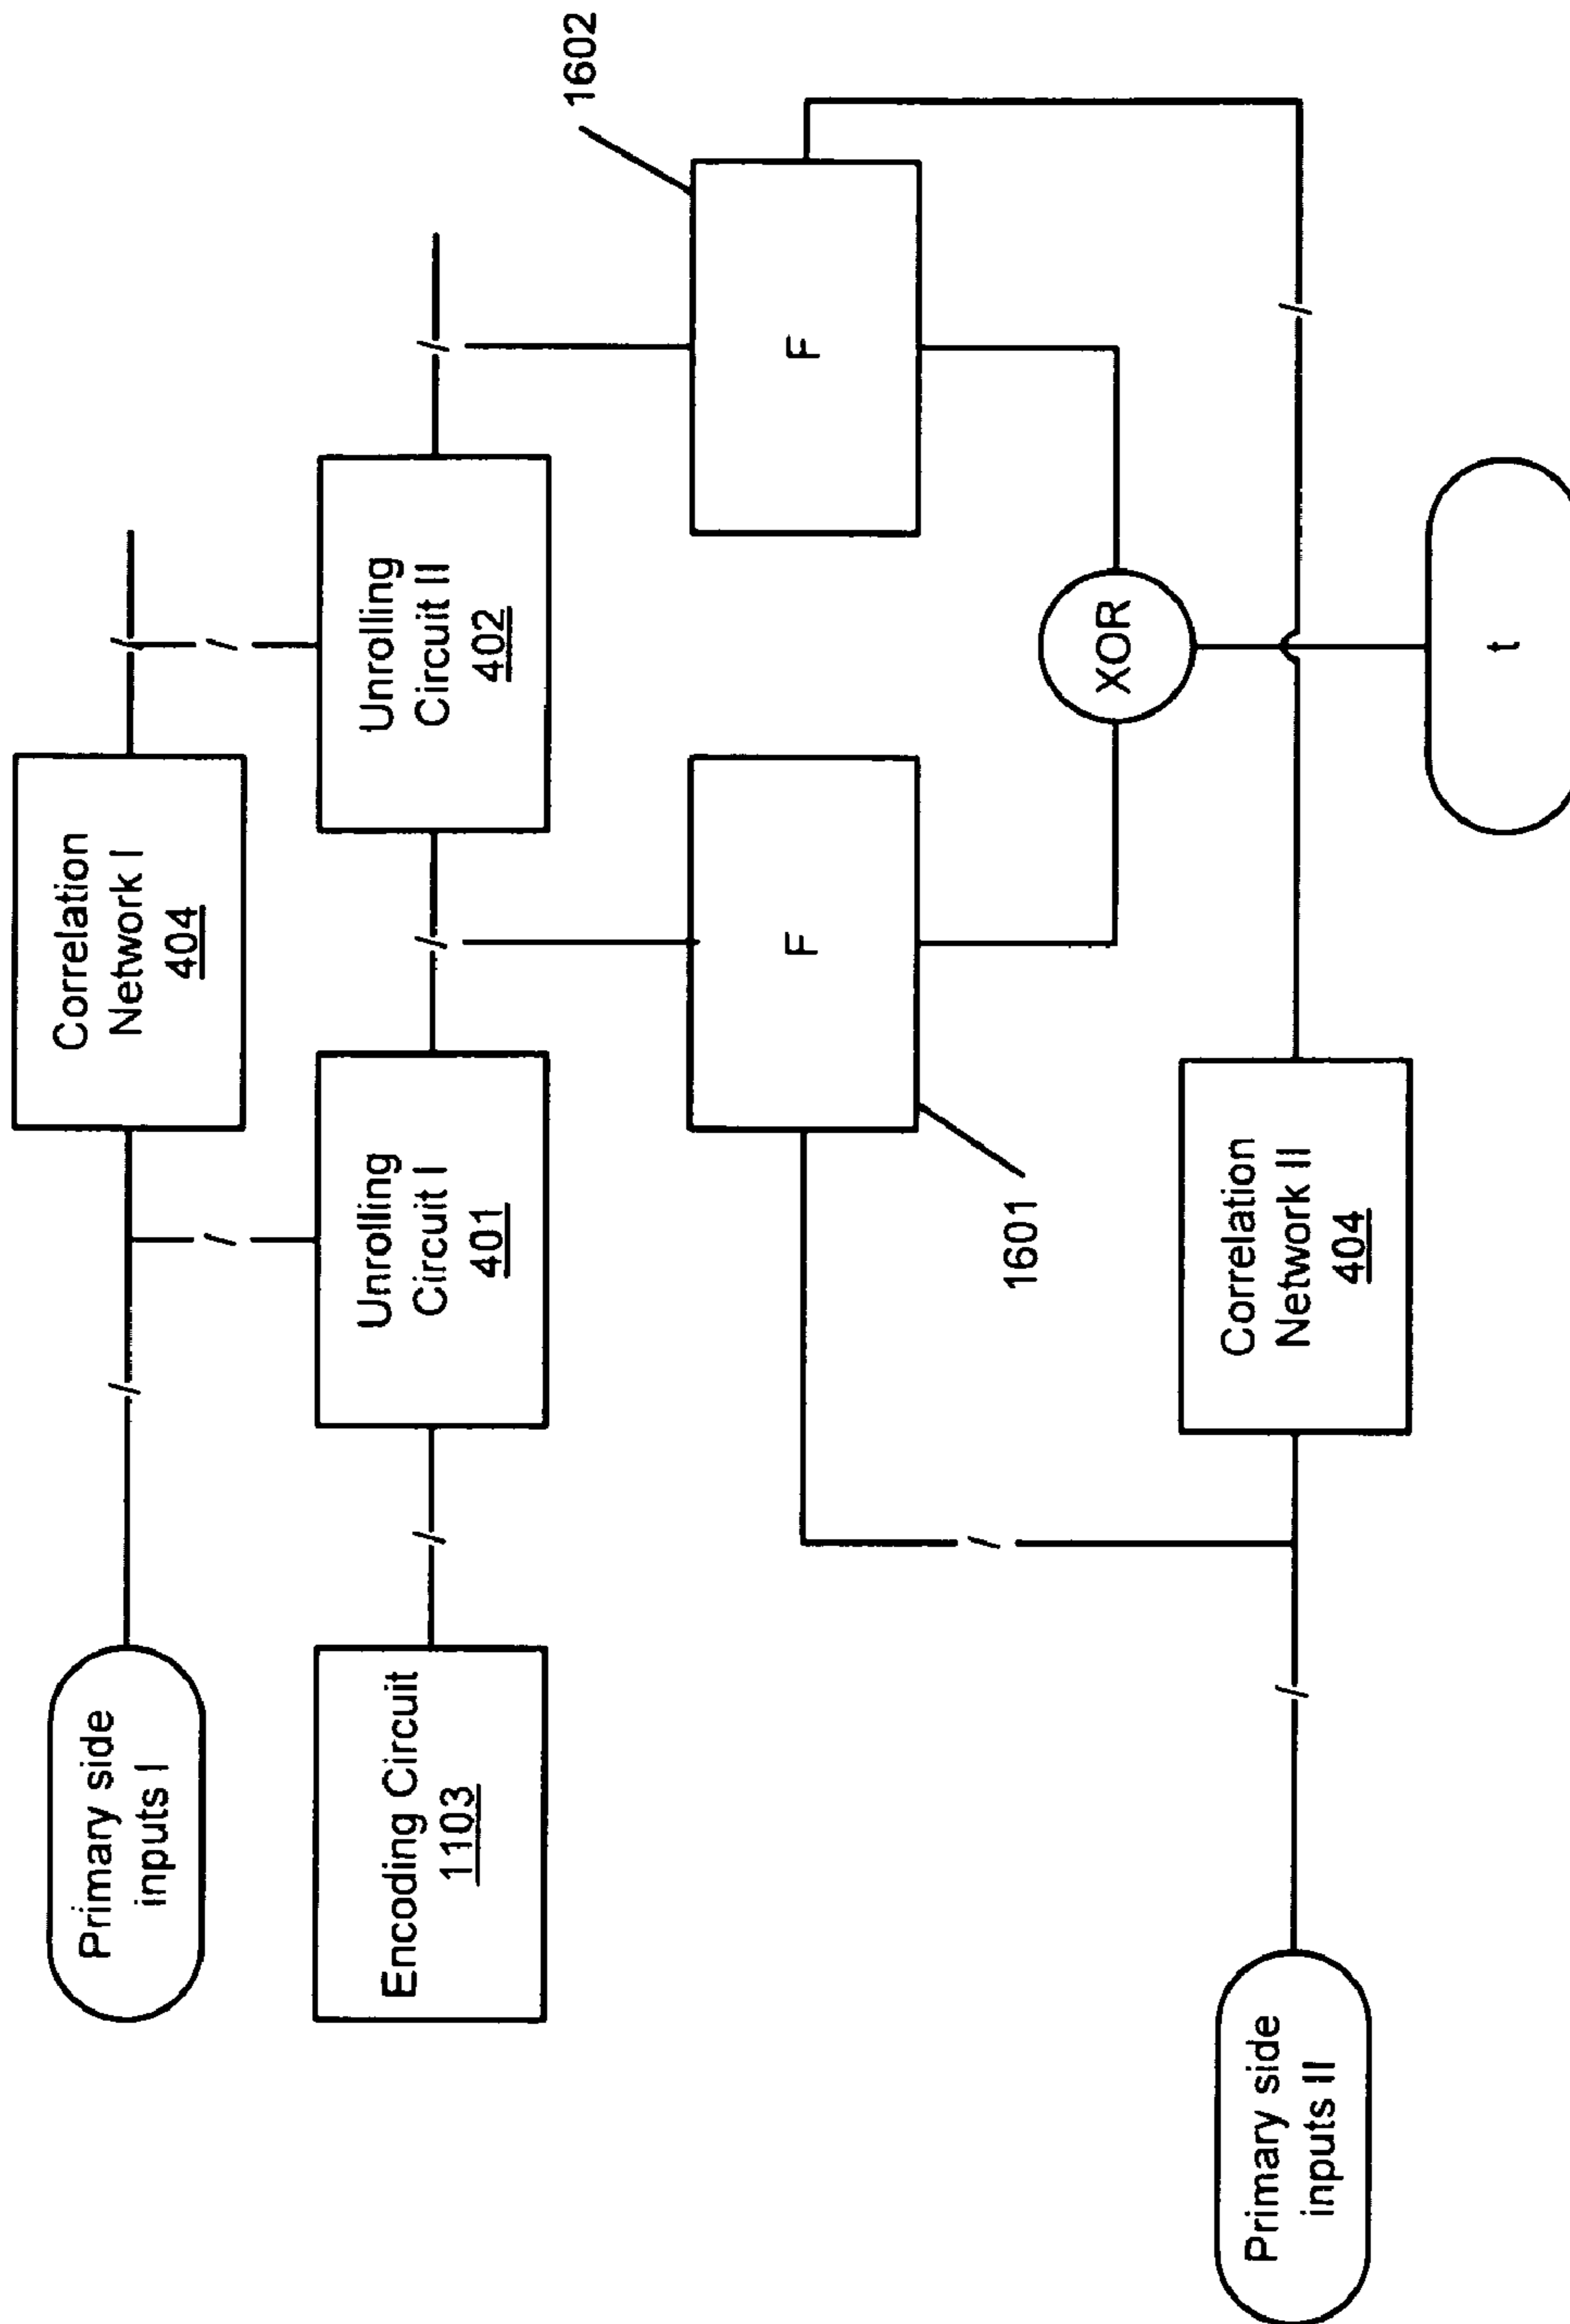 Primary side
inputs I
Correlation
Network I
404
Encoding Circuit
1103
Unrolling
Circuit I
401
Unrolling
Circuit II
402
1602
F
F
1601
XOR
Primary side
inputs II
Correlation
Network II
404
t